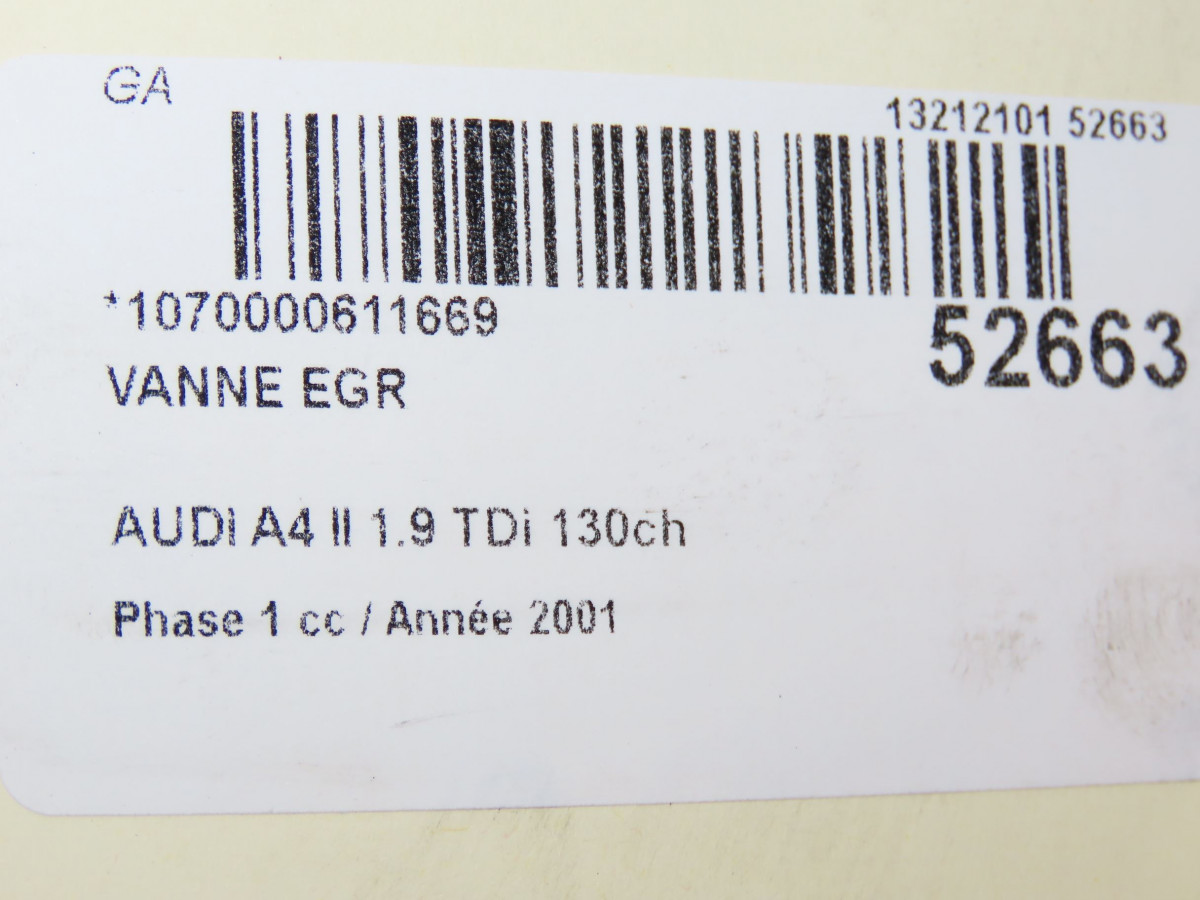 GA
13212101 52663
*1070000611669
52663
VANNE EGR
AUDI A4 II 1.9 TDi 130ch
Phase 1 cc / Année 2001